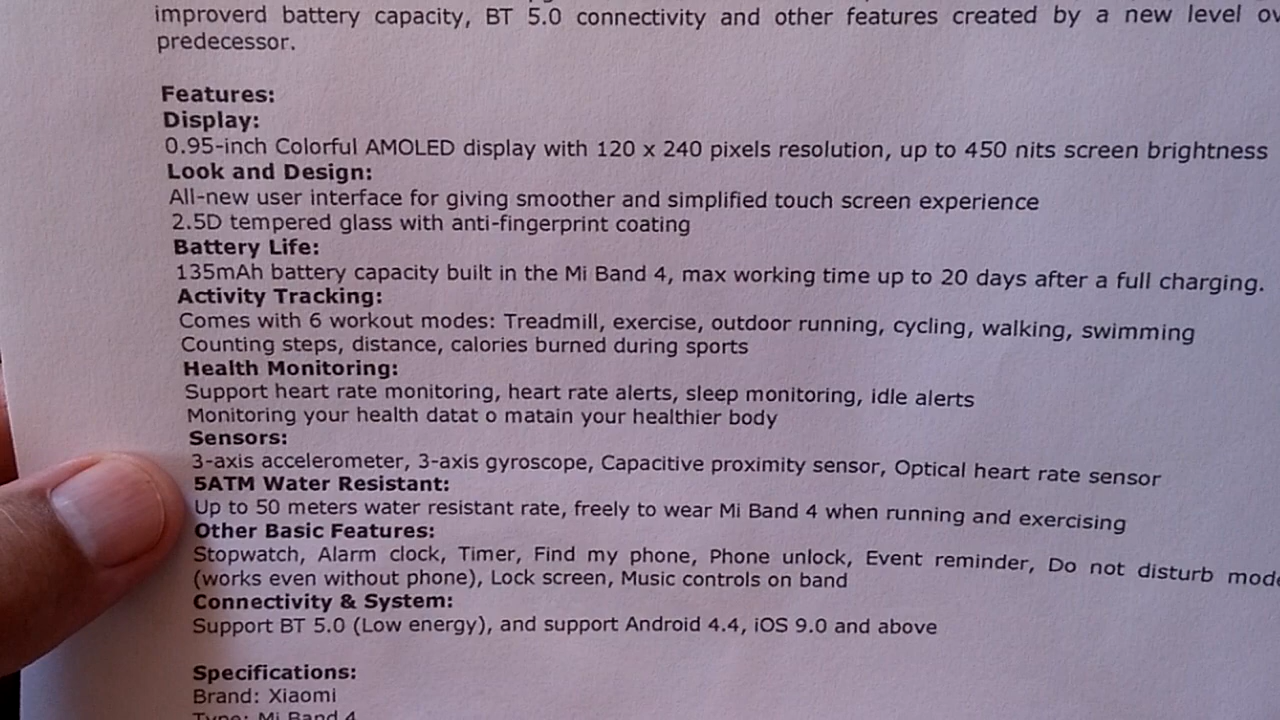 improverd battery capacity, BT 5.0 connectivity and other features created by a new level
predecessor.
Features:
Display:
0.95-inch Colorful AMOLED display with 120 x 240 pixels resolution, up to 450 nits screen brightness
Look and Design:
All-new user interface for giving smoother and simplified touch screen experience
2.5D tempered glass with anti-fingerprint coating
Battery Life:
135mAh battery capacity built in the Mi Band 4, max working time up to 20 days after a full charging.
Activity Tracking:
Comes with 6 workout modes: Treadmill, exercise, outdoor running, cycling, walking, swimming
Counting steps, distance, calories burned during sports
Health Monitoring:
Support heart rate monitoring, heart rate alerts, sleep monitoring, idle alerts
Monitoring your health datat o matain your healthier body
Sensors:
3-axis accelerometer, 3-axis gyroscope, Capacitive proximity sensor, Optical heart rate sensor
5ATM Water Resistant:
Up to 50 meters water resistant rate, freely to wear Mi Band 4 when running and exercising
Other Basic Features:
Stopwatch, Alarm clock, Timer, Find my phone, Phone unlock, Event reminder, Do not disturb mode
(works even without phone), Lock screen, Music controls on band
Connectivity & System:
Support BT 5.0 (Low energy), and support Android 4.4, iOS 9.0 and above
Specifications:
Brand: Xiaomi
Type: Mi Band 4